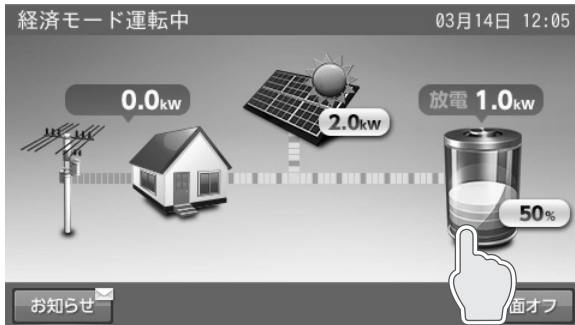 経済モード運転中
03月14日 12:05
0.0kw
2.0kw
放電 1.0kw
50%
お知らせ
面オフ